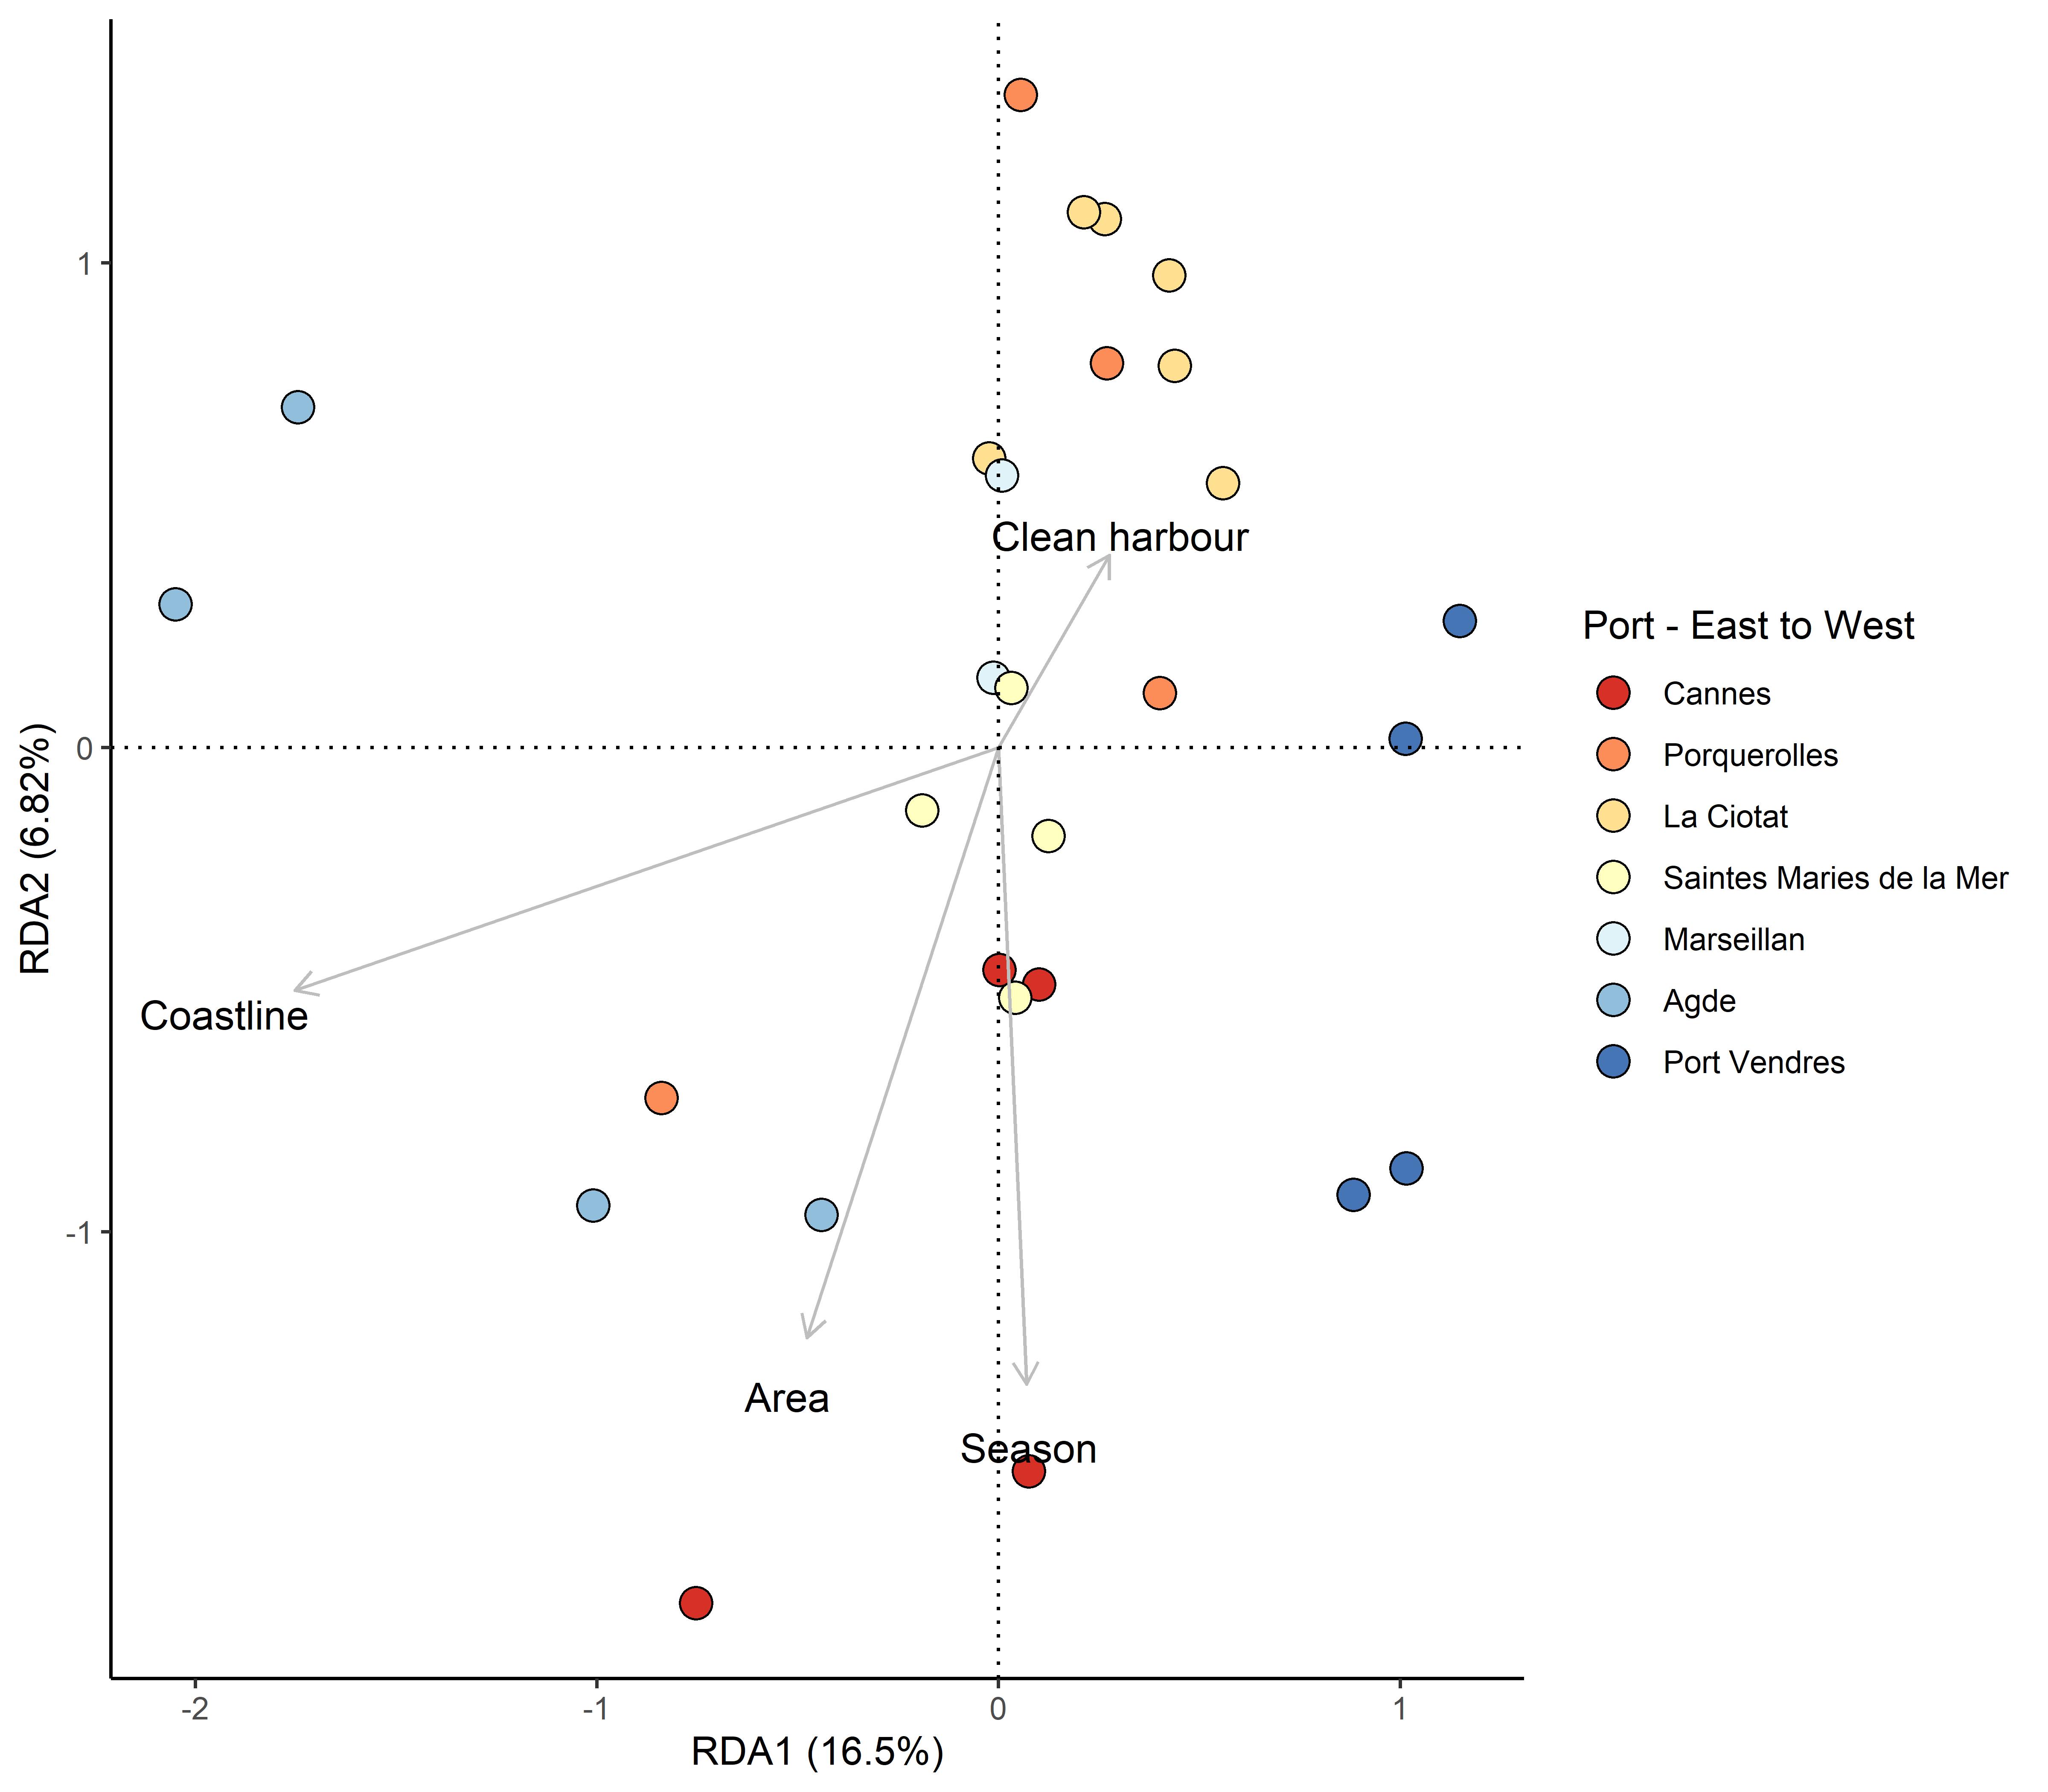 1
0
-1
RDA2 (6.82%)
Clean harbour
Coastline
Area
Season
-2
-1
0
1
RDA1 (16.5%)
Port - East to West
Cannes
Porquerolles
La Ciotat
Saintes Maries de la Mer
Marseillan
Agde
Port Vendres